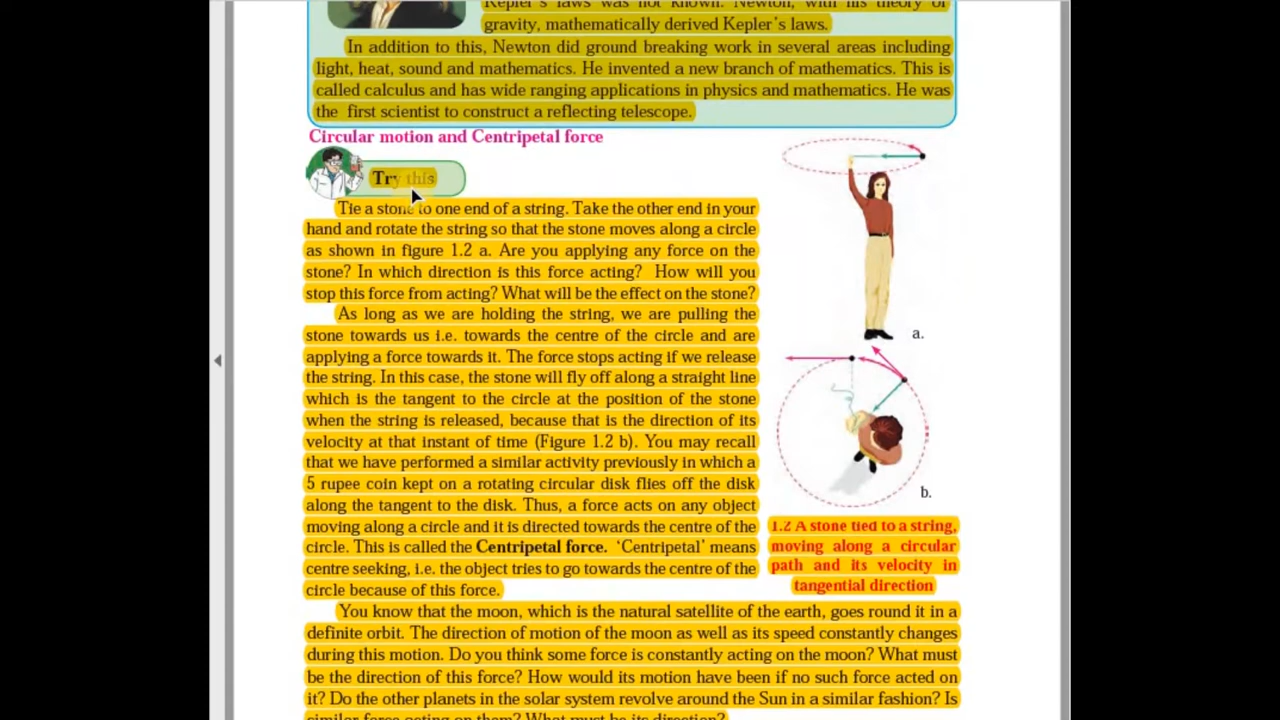 Kepler's laws was not known. Newton, with his theory of
gravity, mathematically derived Kepler's laws.
In addition to this, Newton did ground breaking work in several areas including
light, heat, sound and mathematics. He invented a new branch of mathematics. This is
called calculus and has wide ranging applications in physics and mathematics. He was
the first scientist to construct a reflecting telescope.
Circular motion and Centripetal force
Try this
Tie a stone to one end of a string. Take the other end in your
hand and rotate the string so that the stone moves along a circle
as shown in figure 1.2 a. Are you applying any force on the
stone? In which direction is this force acting? How will you
stop this force from acting? What will be the effect on the stone?
As long as we are holding the string, we are pulling the
stone towards us i.e. towards the centre of the circle and are
applying a force towards it. The force stops acting if we release
the string. In this case, the stone will fly off along a straight line
which is the tangent to the circle at the position of the stone
when the string is released, because that is the direction of its
velocity at that instant of time (Figure 1.2 b). You may recall
that we have performed a similar activity previously in which a
5 rupee coin kept on a rotating circular disk flies off the disk
along the tangent to the disk. Thus, a force acts on any object
moving along a circle and it is directed towards the centre of the
circle. This is called the Centripetal force. 'Centripetal' means
centre seeking, i.e. the object tries to go towards the centre of the
circle because of this force.
a.
b.
1.2 A stone tied to a string,
moving along a circular
path and its velocity in
tangential direction
You know that the moon, which is the natural satellite of the earth, goes round it in a
definite orbit. The direction of motion of the moon as well as its speed constantly changes
during this motion. Do you think some force is constantly acting on the moon? What must
be the direction of this force? How would its motion have been if no such force acted on
it? Do the other planets in the solar system revolve around the Sun in a similar fashion? Is
similar force acting on them? What must be its direction?